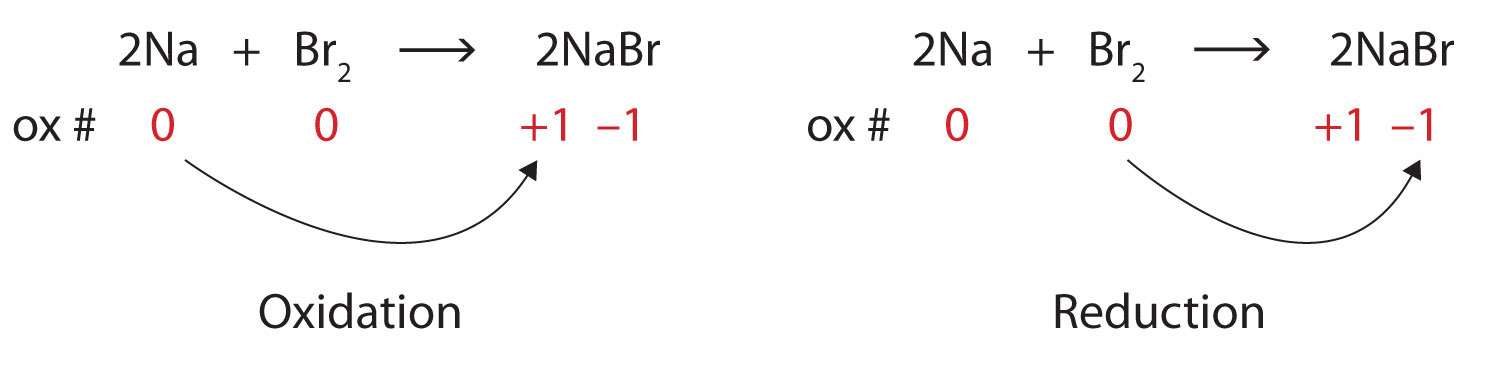 2Na + Br₂ ⟶ 2NaBr
ox # 0 0 +1 –1
Oxidation
2Na + Br₂ ⟶ 2NaBr
ox # 0 0 +1 –1
Reduction